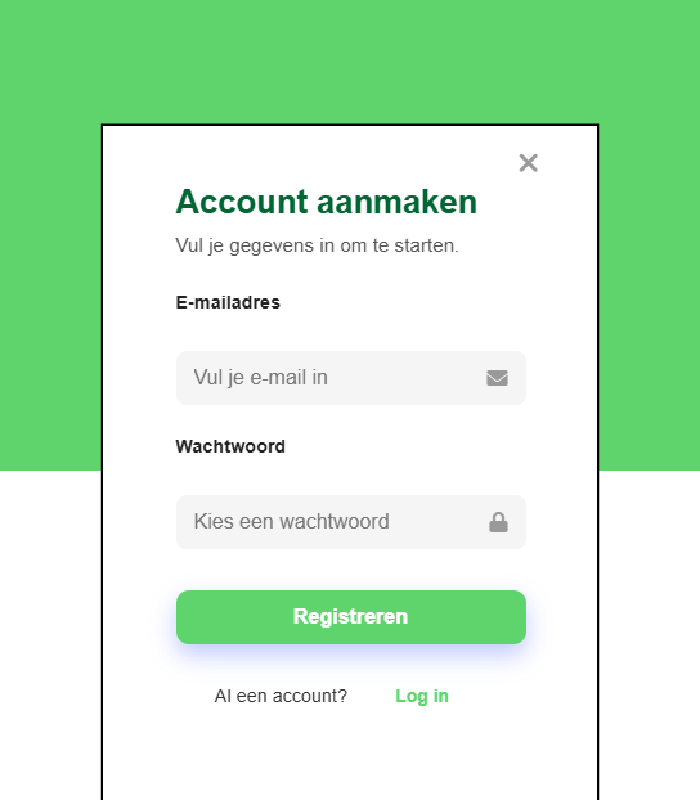 Account aanmaken
Vul je gegevens in om te starten.
E-mailadres
Vul je e-mail in
Wachtwoord
Kies een wachtwoord
Registreren
Al een account? Log in